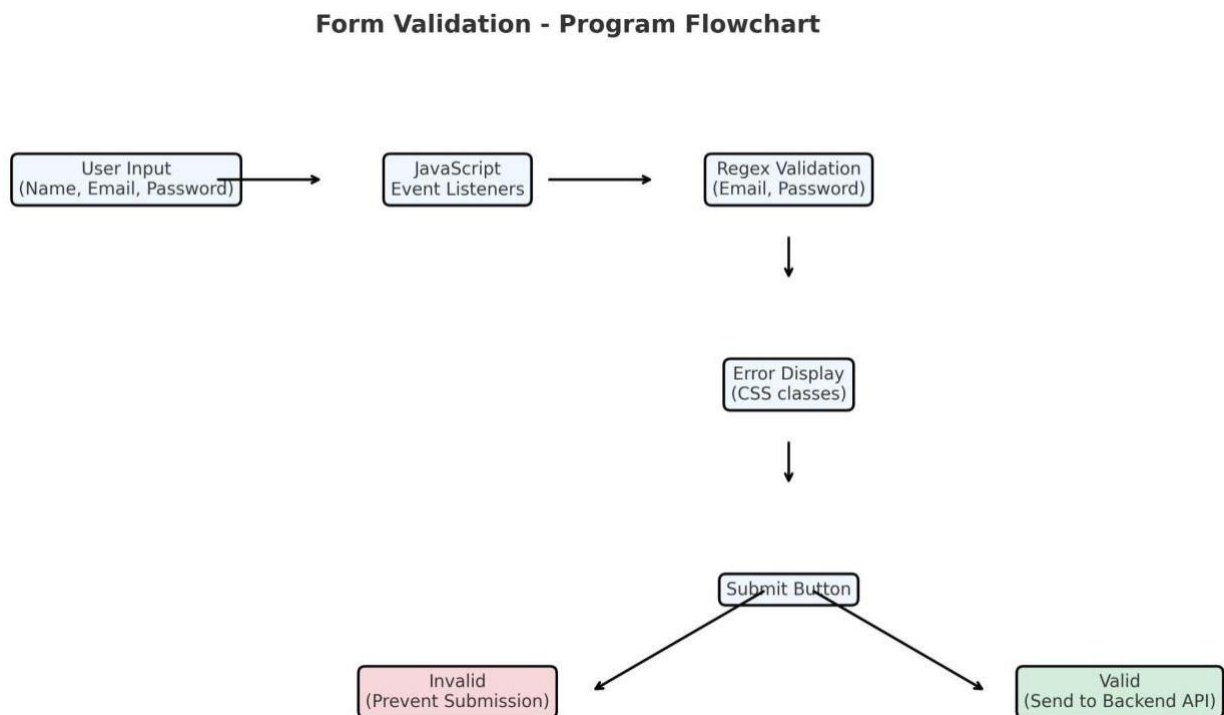 Form Validation - Program Flowchart
User Input
(Name, Email, Password)
JavaScript
Event Listeners
Regex Validation
(Email, Password)
Error Display
(CSS classes)
Submit Button
Invalid
(Prevent Submission)
Valid
(Send to Backend API)